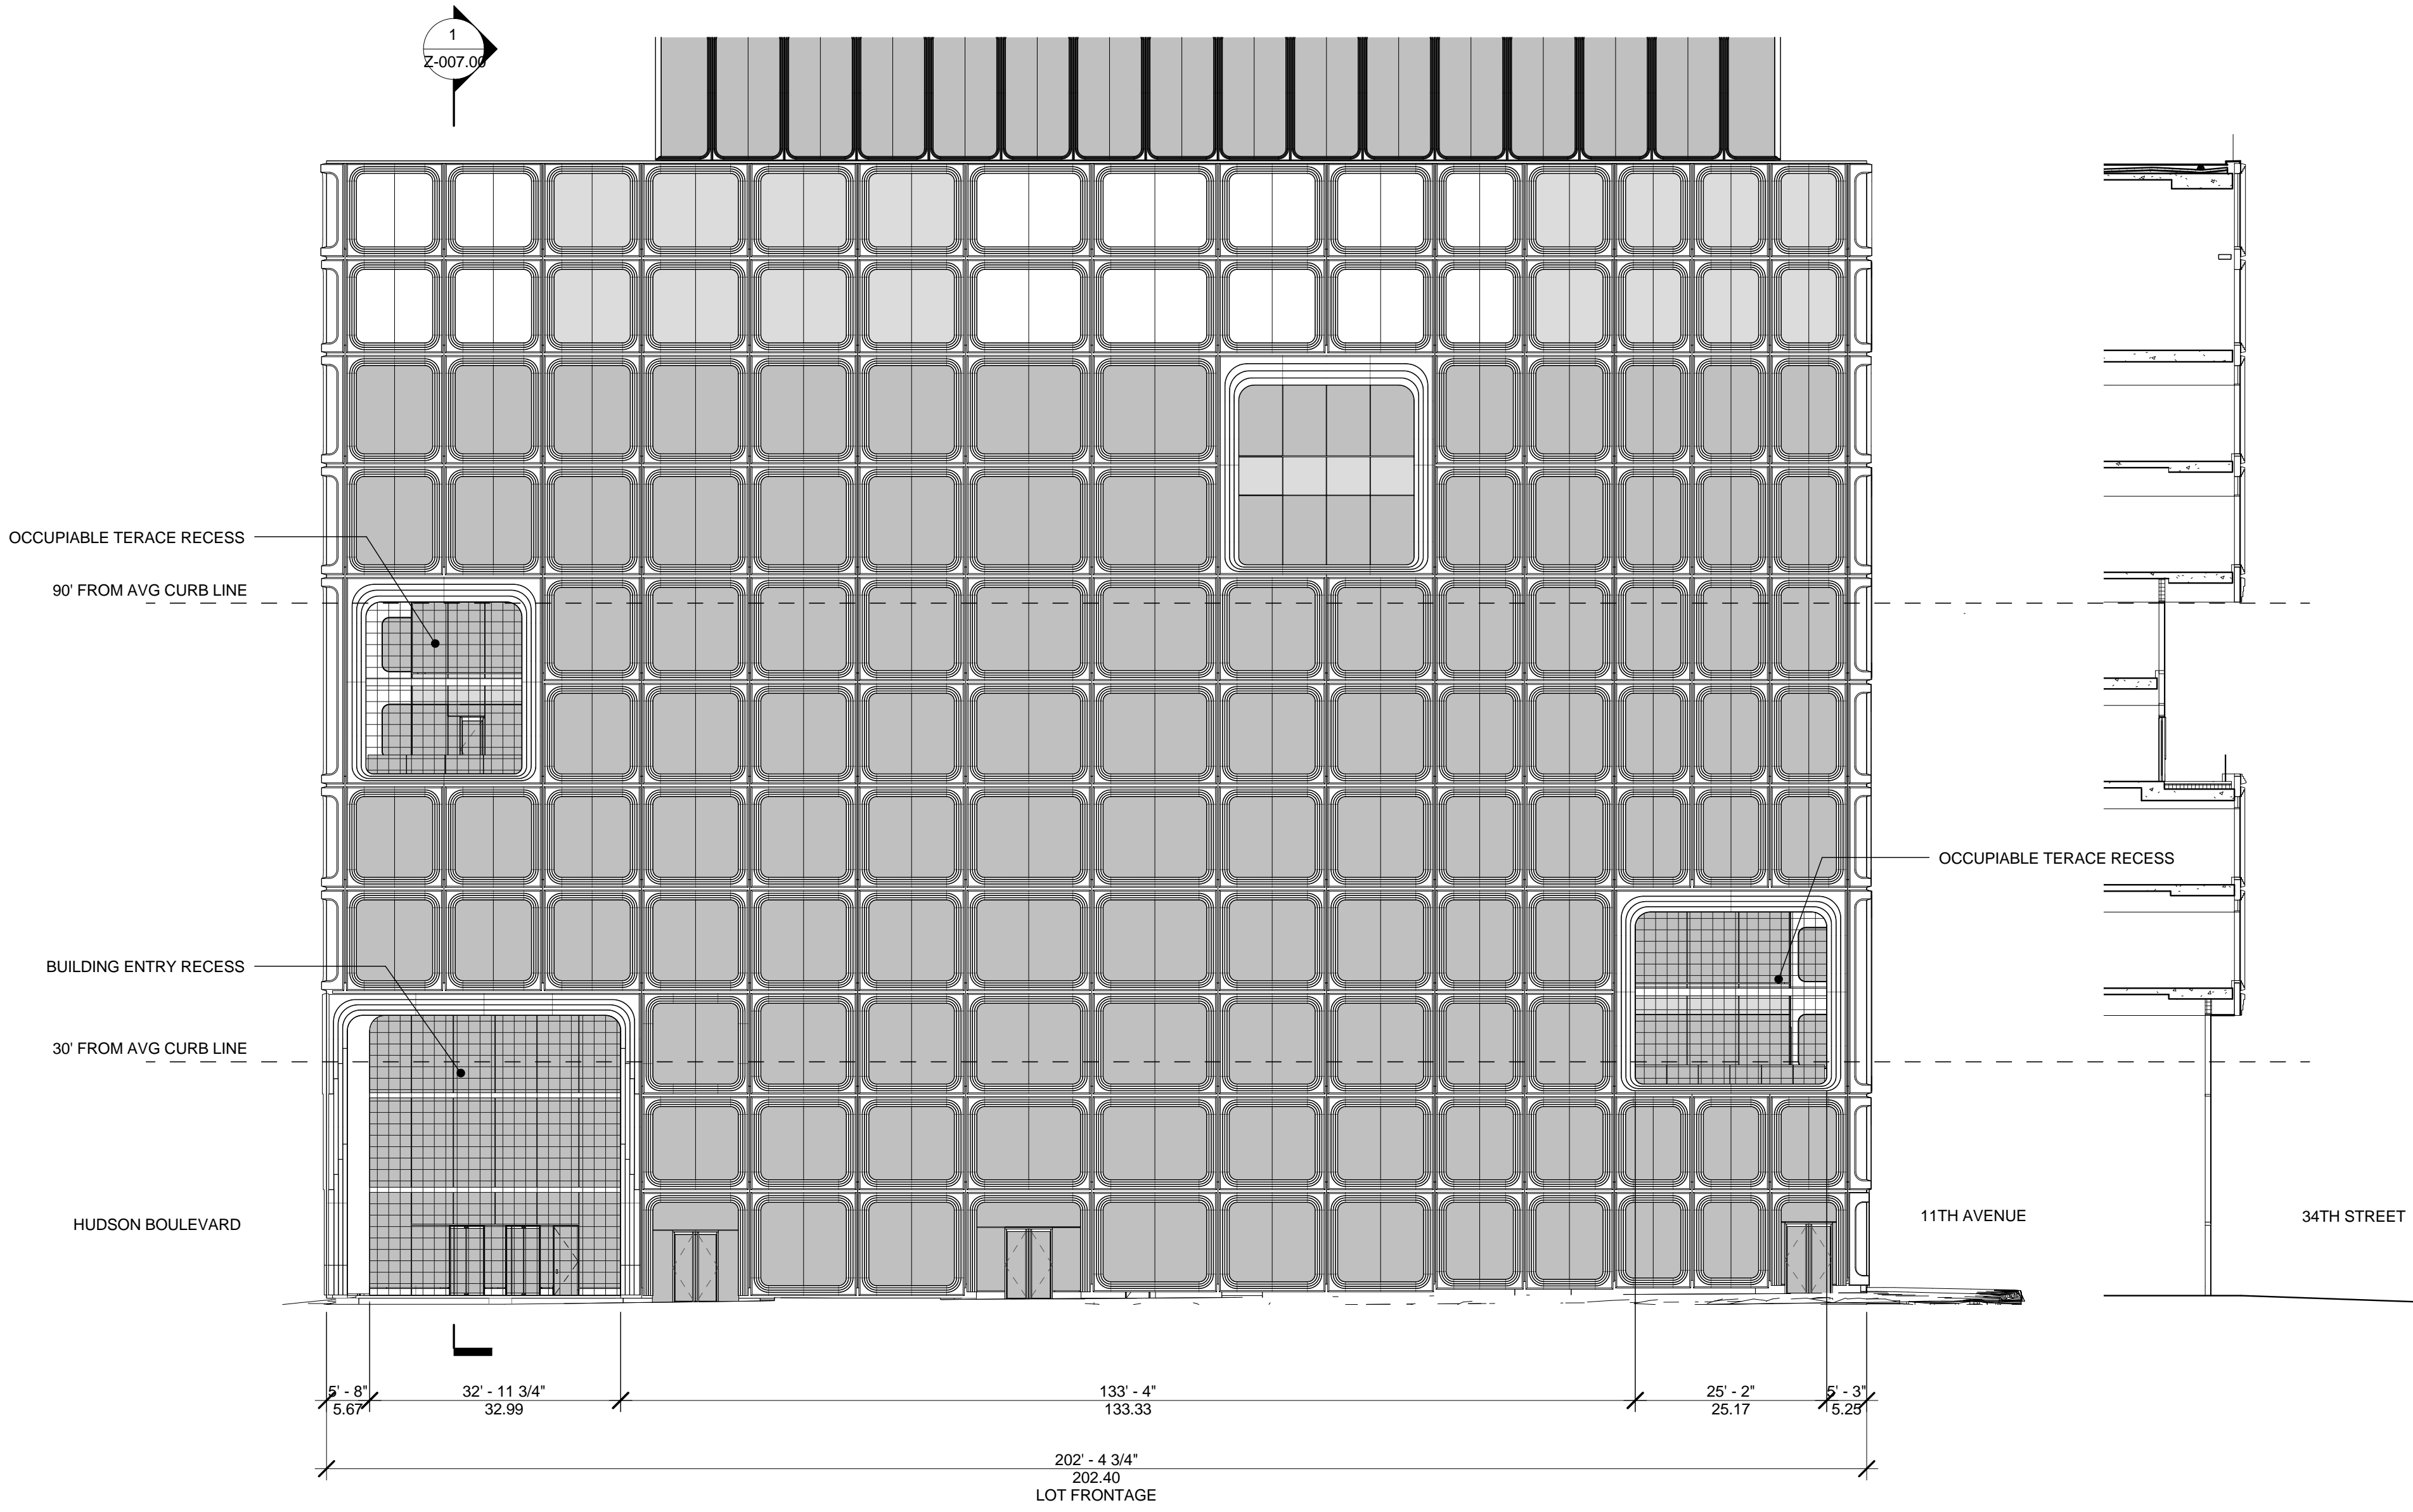 1
Z-007.00
OCCUPIABLE TERACE RECESS
90' FROM AVG CURB LINE
OCCUPIABLE TERACE RECESS
BUILDING ENTRY RECESS
30' FROM AVG CURB LINE
HUDSON BOULEVARD
11TH AVENUE
34TH STREET
5' - 8"
5.67
32' - 11 3/4"
32.99
133' - 4"
133.33
25' - 2"
25.17
5' - 3"
5.25
202' - 4 3/4"
202.40
LOT FRONTAGE